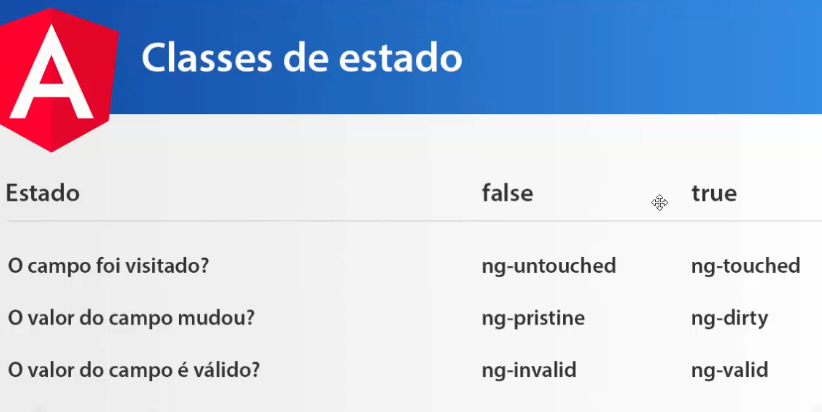 Classes de estado
Estado false true
O campo foi visitado? ng-untouched ng-touched
O valor do campo mudou? ng-pristine ng-dirty
O valor do campo é válido? ng-invalid ng-valid